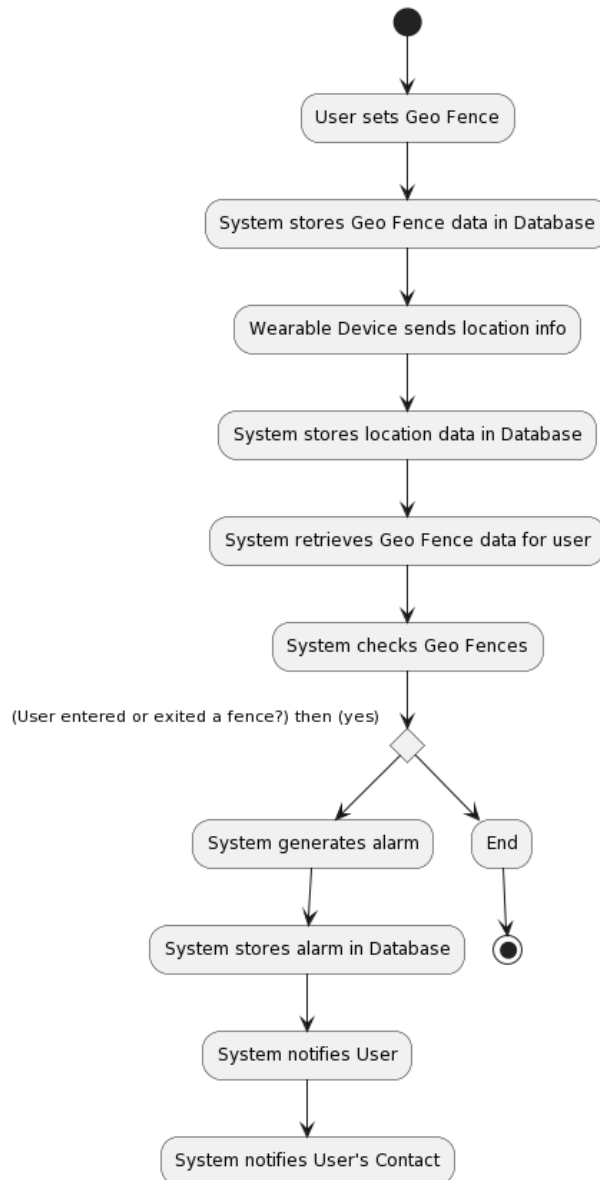 User sets Geo Fence
System stores Geo Fence data in Database
Wearable Device sends location info
System stores location data in Database
System retrieves Geo Fence data for user
System checks Geo Fences
(User entered or exited a fence?) then (yes)
System generates alarm
End
System stores alarm in Database
System notifies User
System notifies User's Contact